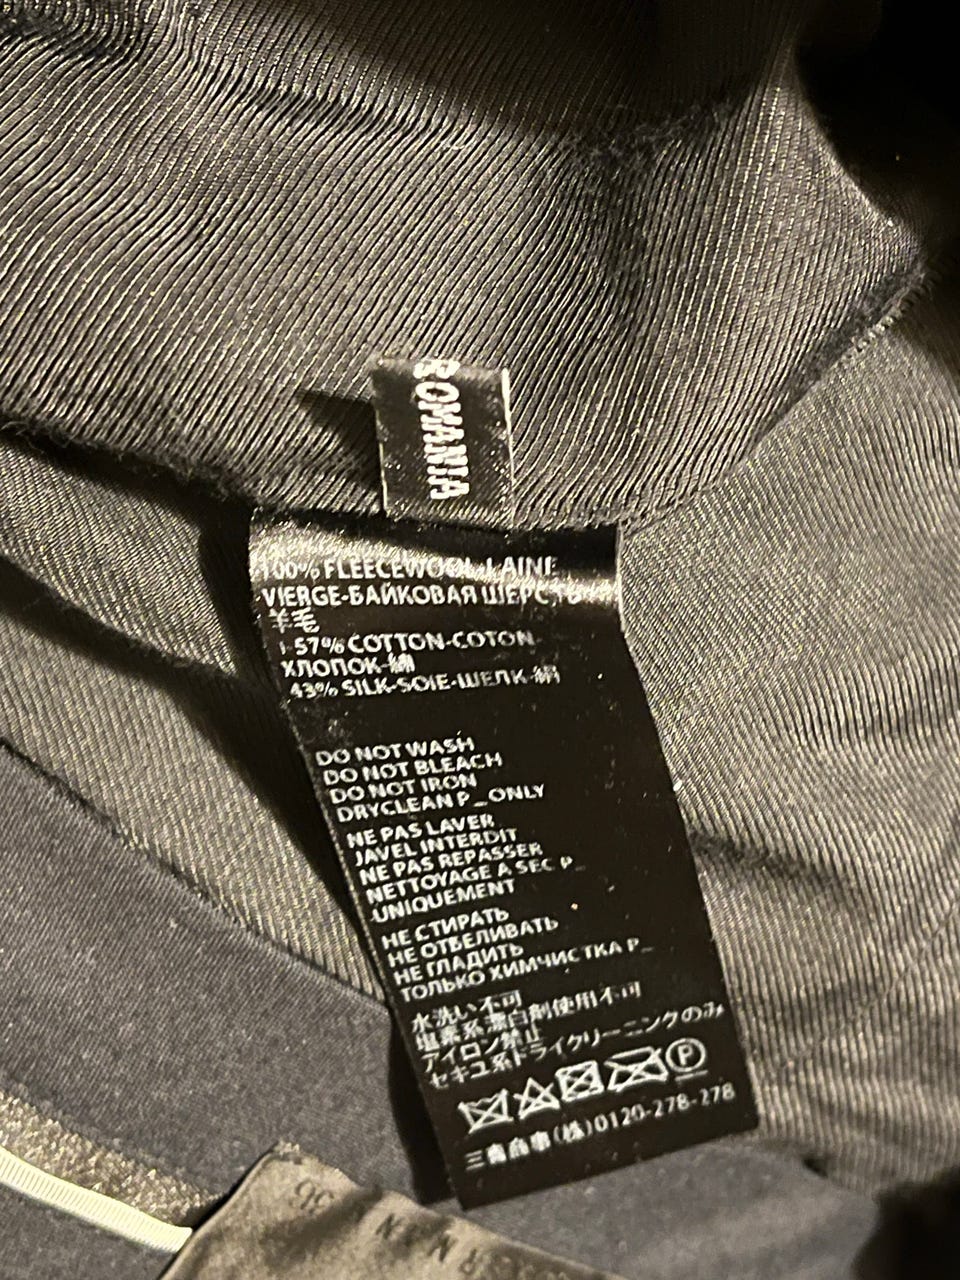 ROMANIA
100% FLEECEWOOL-LAINE
VIERGE-БАЙКОВАЯ ШЕРСТЬ-
羊毛
57% COTTON-COTON-
ХЛОПОК-綿
43% SILK-SOIE-ШЕЛК-絹
DO NOT WASH
DO NOT BLEACH
DO NOT IRON
DRYCLEAN P_ONLY
NE PAS LAVER
JAVEL INTERDIT
NE PAS REPASSER
NETTOYAGE A SEC P_
UNIQUEMENT
НЕ СТИРАТЬ
НЕ ОТБЕЛИВАТЬ
НЕ ГЛАДИТЬ
ТОЛЬКО ХИМЧИСТКА P_
水洗い不可
塩素系漂白剤使用不可
アイロン禁止
セキユ系ドライクリーニングのみ
P
(株)0120-278-278